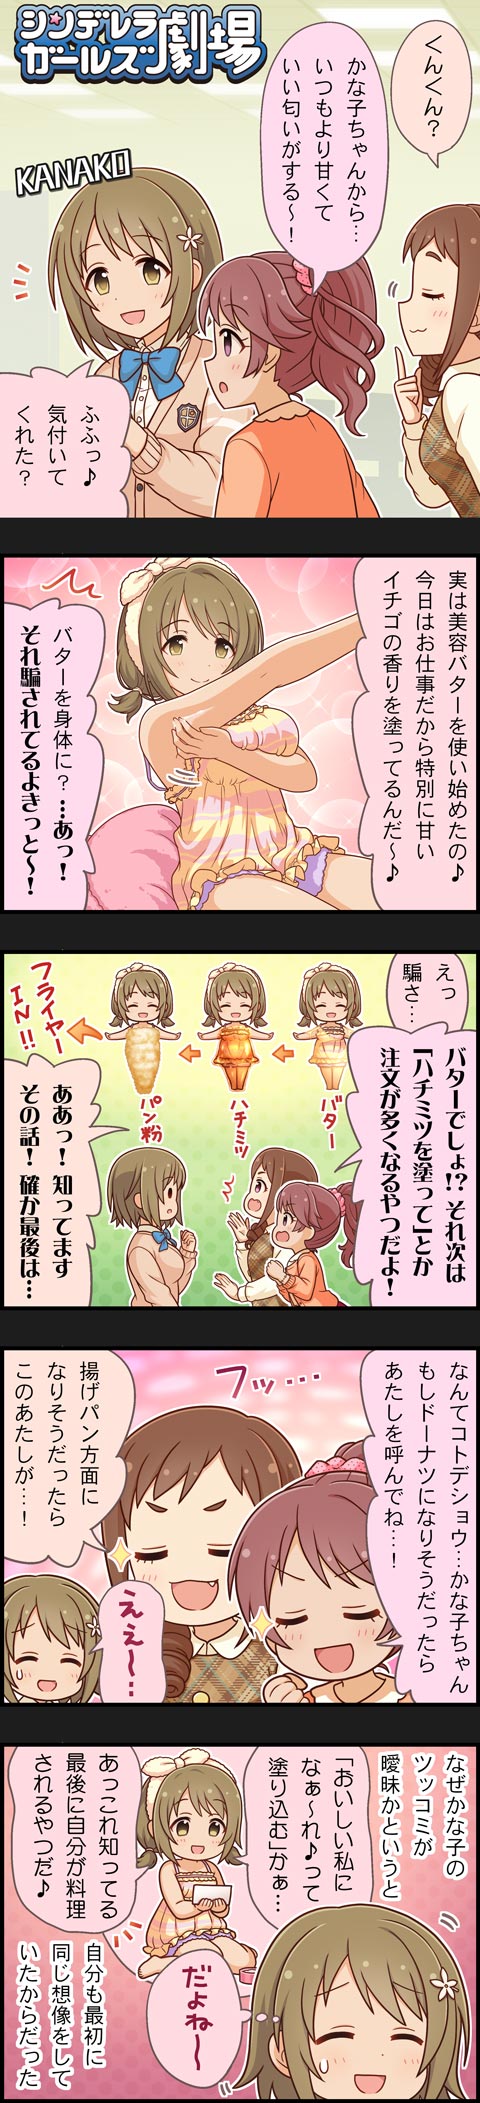 シンデレラ
ガールズ劇場
くんくん?
かな子ちゃんから…
いつもより甘くて
いい匂いがする～!
KANAKO
ふふっ♪
気付いて
くれた?
実は美容バターを使い始めたの♪
今日はお仕事だから特別に甘い
イチゴの香りを塗ってるんだ～♪
バターを身体に?…あっ!
それ騙されてるよきっと～!
えっ
騙さ…
バターでしょ!?それ次は
「ハチミツを塗って」とか
注文が多くなるやつだよ!
バター
ハチミツ
パン粉
フライヤー
IN!!
ああっ!知ってます
その話!確か最後は…
なんてコトデショウ…かな子ちゃん
もしドーナツになりそうだったら
あたしを呼んでね…!
フッ…
揚げパン方面に
なりそうだったら
このあたしが…!
ええ～…
なぜかな子の
ツッコミが
曖昧かというと
「おいしい私に
なぁ～れ♪って
塗り込む」かぁ…
あっこれ知ってる
最後に自分が料理
されるやつだ♪
だよね～
自分も最初に
同じ想像をして
いたからだった